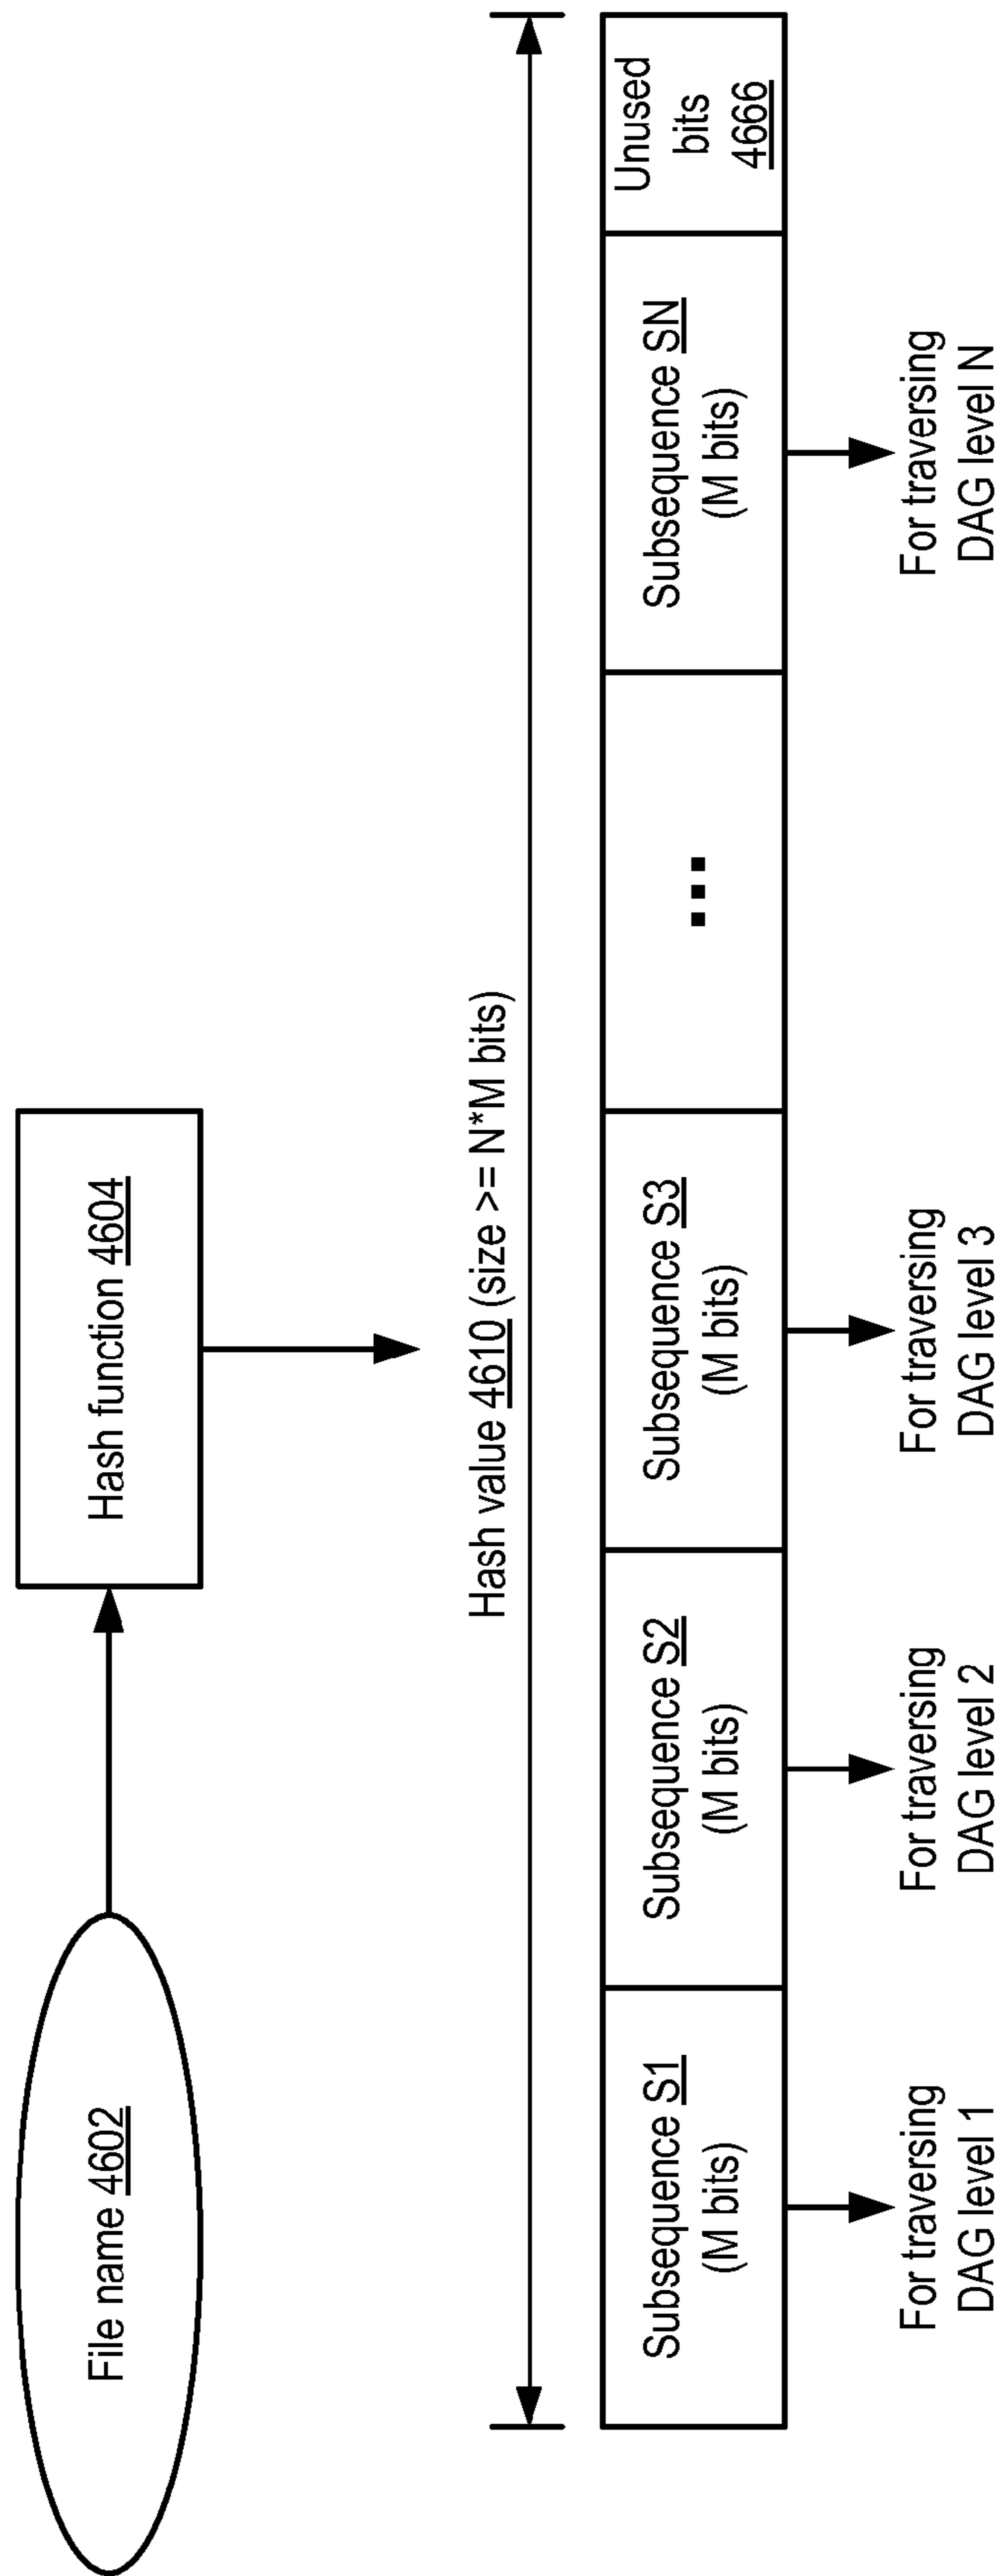 File name 4602
Hash function 4604
Hash value 4610 (size >= N*M bits)
Subsequence S1
(M bits)
Subsequence S2
(M bits)
Subsequence S3
(M bits)
...
Subsequence SN
(M bits)
Unused
bits
4666
For traversing
DAG level 1
For traversing
DAG level 2
For traversing
DAG level 3
For traversing
DAG level N